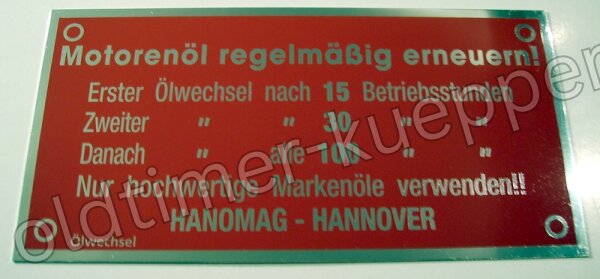 Motorenöl regelmäßig erneuern!
Erster Ölwechsel nach 15 Betriebsstunden
Zweiter " " 30 " "
Danach " alle 100 " "
Nur hochwertige Markenöle verwenden!!
HANOMAG - HANNOVER
Ölwechsel
oldtimer-kueppers